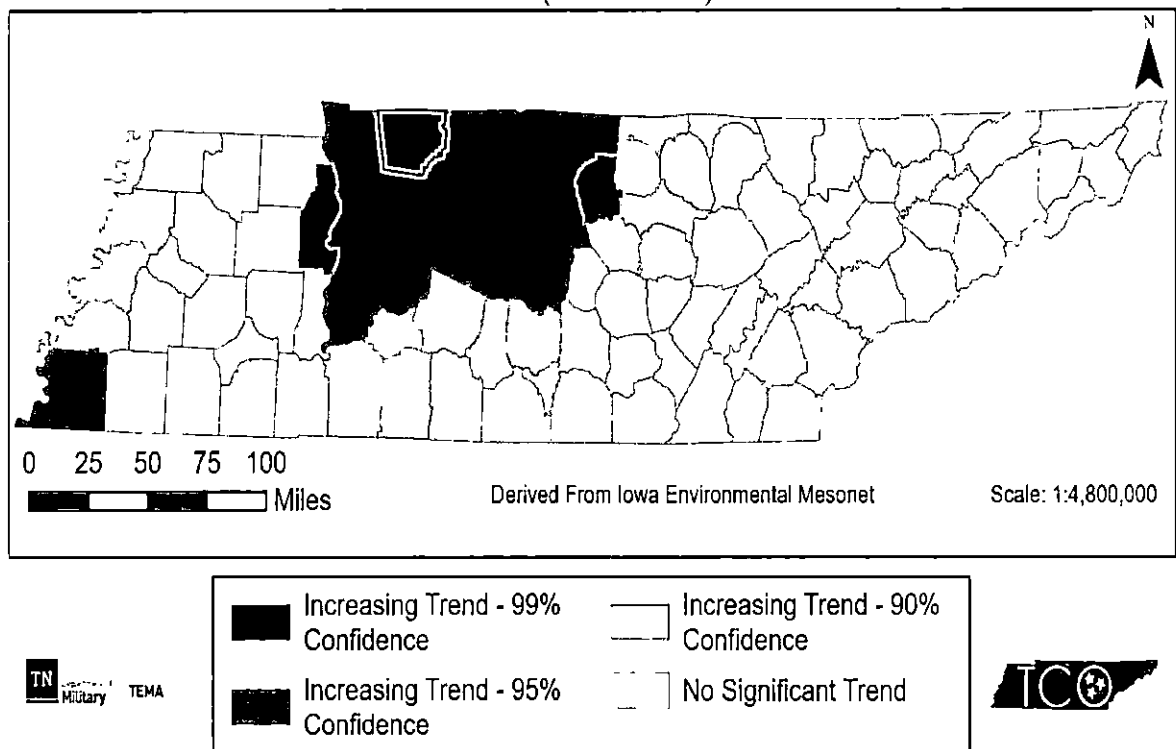 N
0 25 50 75 100
Miles
Derived From Iowa Environmental Mesonet
Scale: 1:4,800,000
Increasing Trend - 99%
Confidence
Increasing Trend - 95%
Confidence
Increasing Trend - 90%
Confidence
No Significant Trend
TN
Military
TEMA
TCO